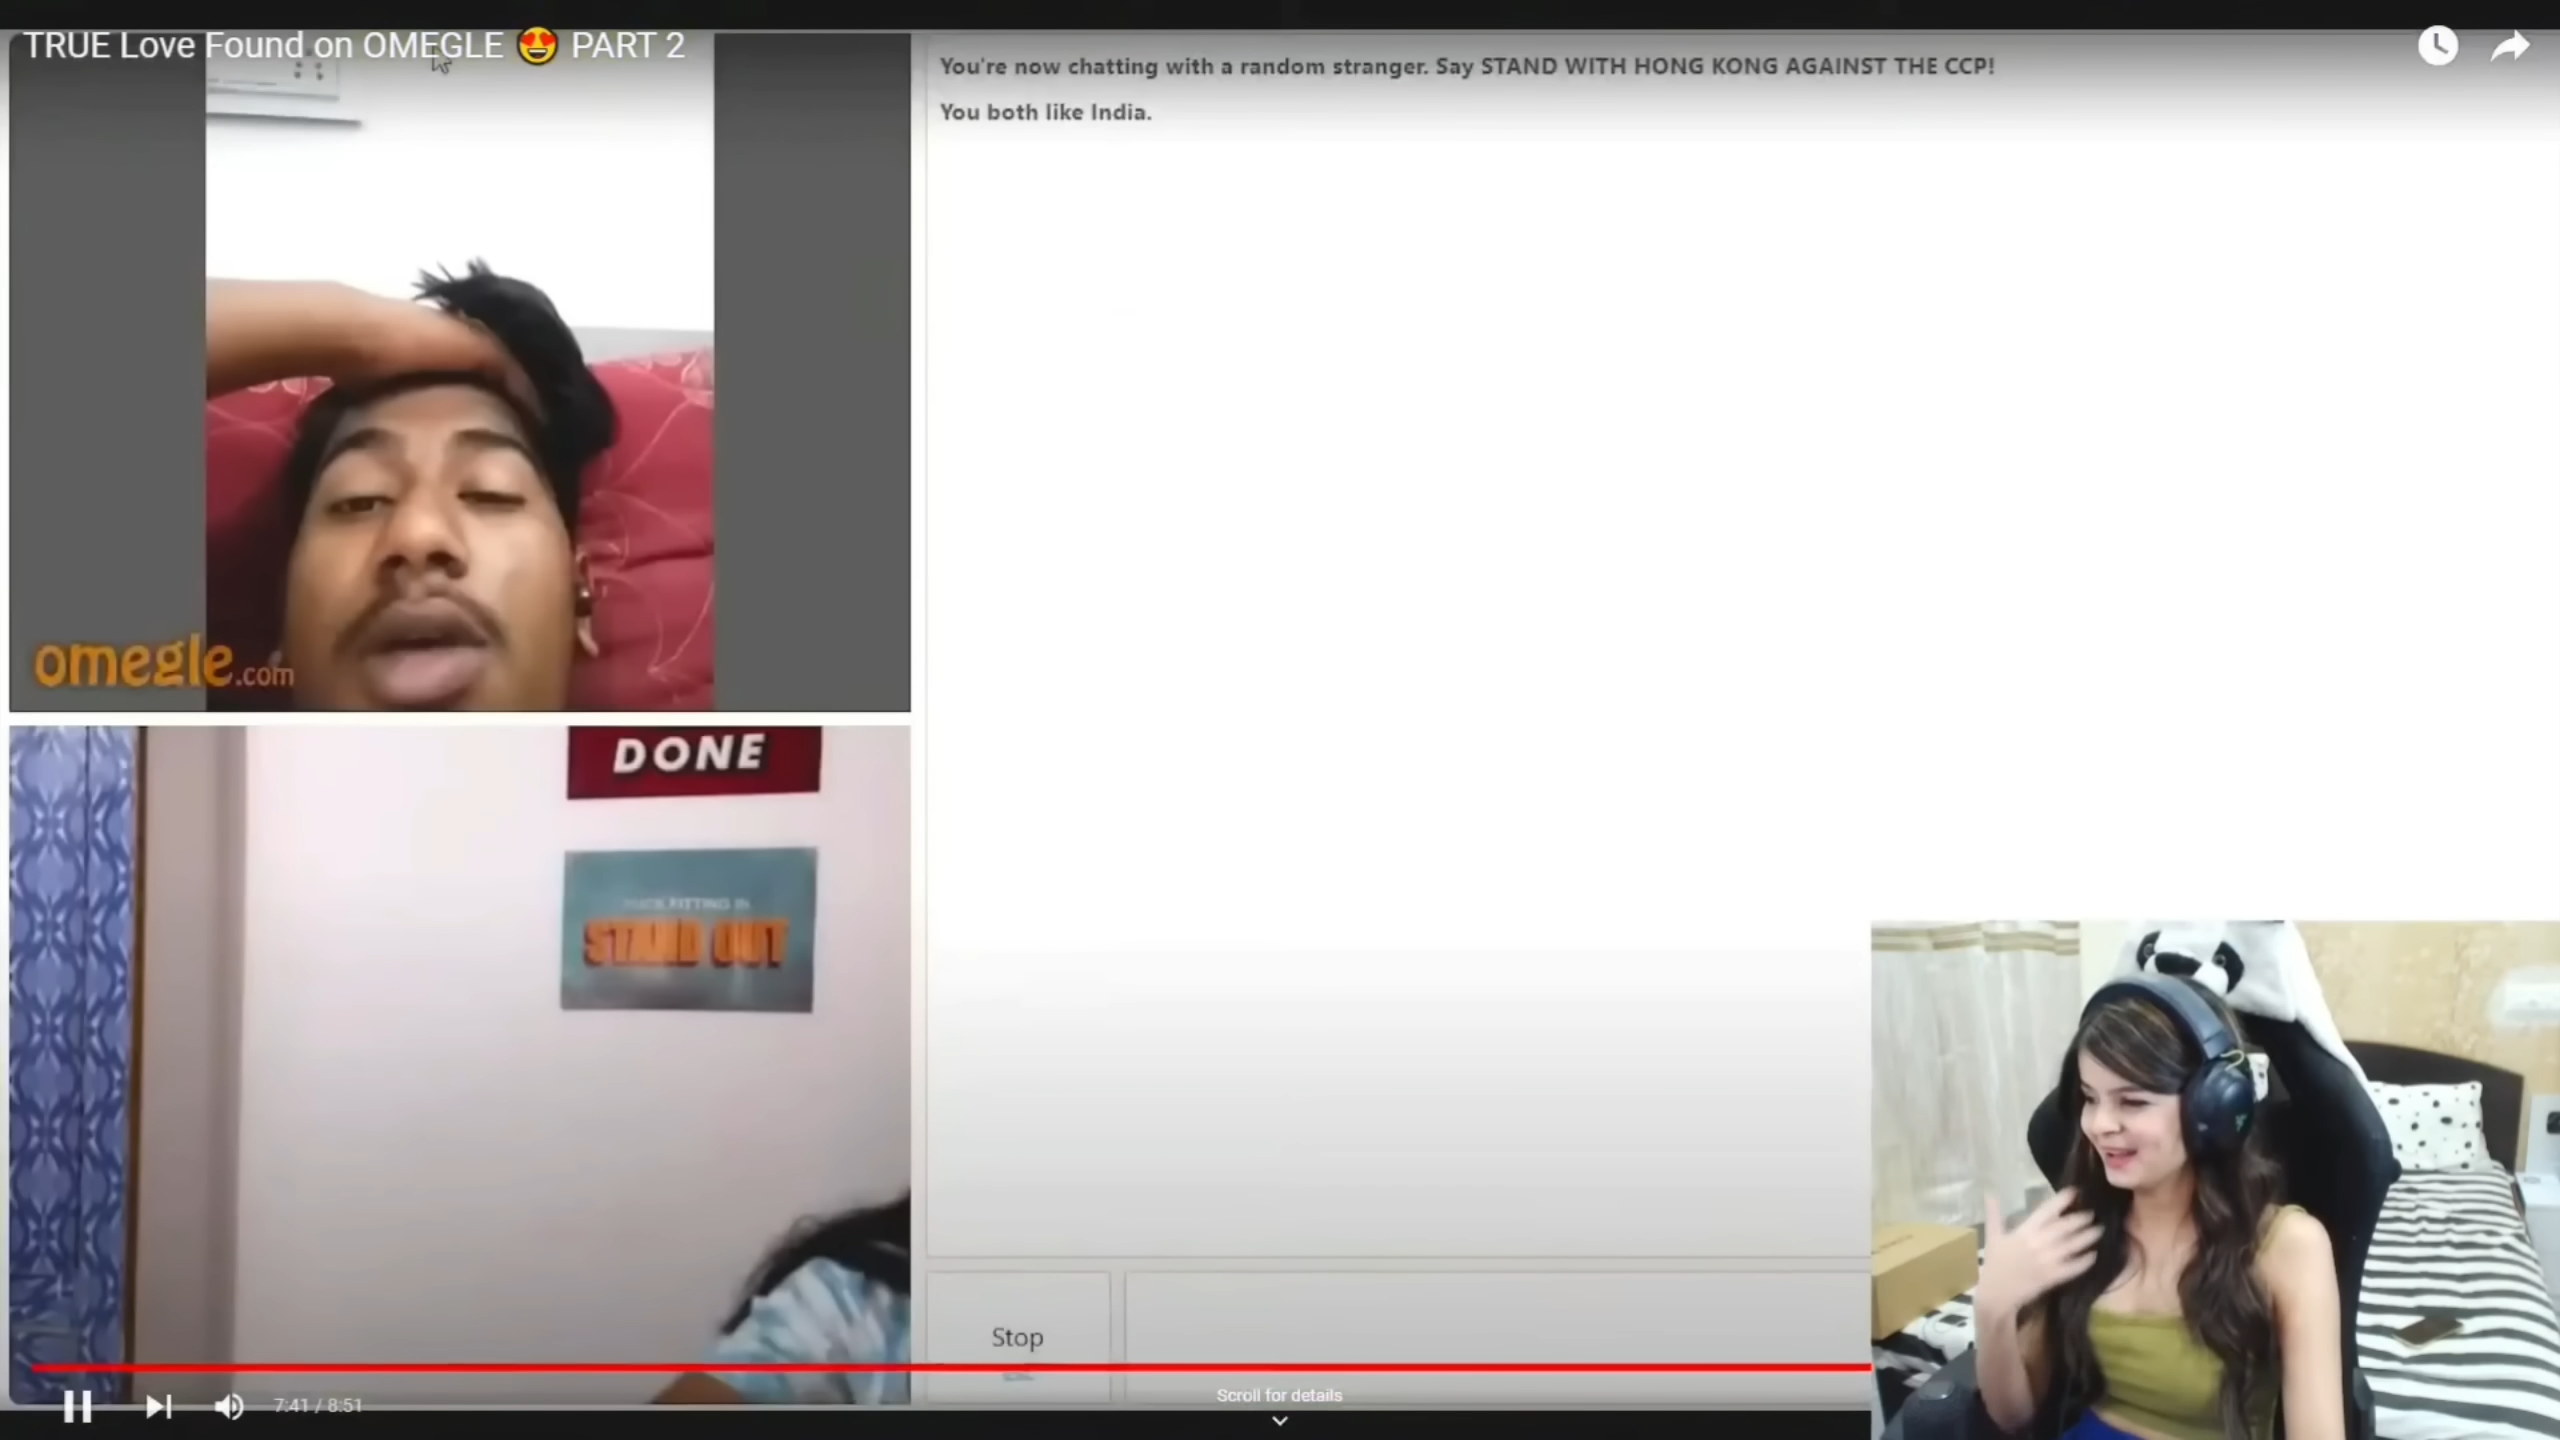 TRUE Love Found on OMEGLE 😍 PART 2
You're now chatting with a random stranger. Say STAND WITH HONG KONG AGAINST THE CCP!
You both like India.
omegle.com
DONE
FITTING IN
STAND OUT
Stop
7:41 / 8:51
Scroll for details